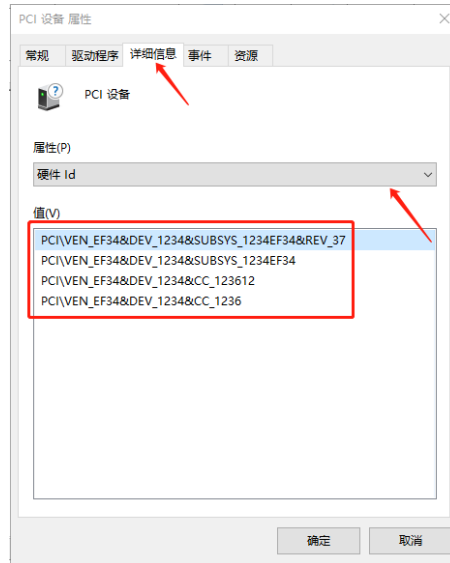 PCI 设备 属性
常规 驱动程序 详细信息 事件 资源
PCI 设备
属性(P)
硬件 Id
值(V)
PCI\VEN_EF34&DEV_1234&SUBSYS_1234EF34&REV_37
PCI\VEN_EF34&DEV_1234&SUBSYS_1234EF34
PCI\VEN_EF34&DEV_1234&CC_123612
PCI\VEN_EF34&DEV_1234&CC_1236
确定 取消